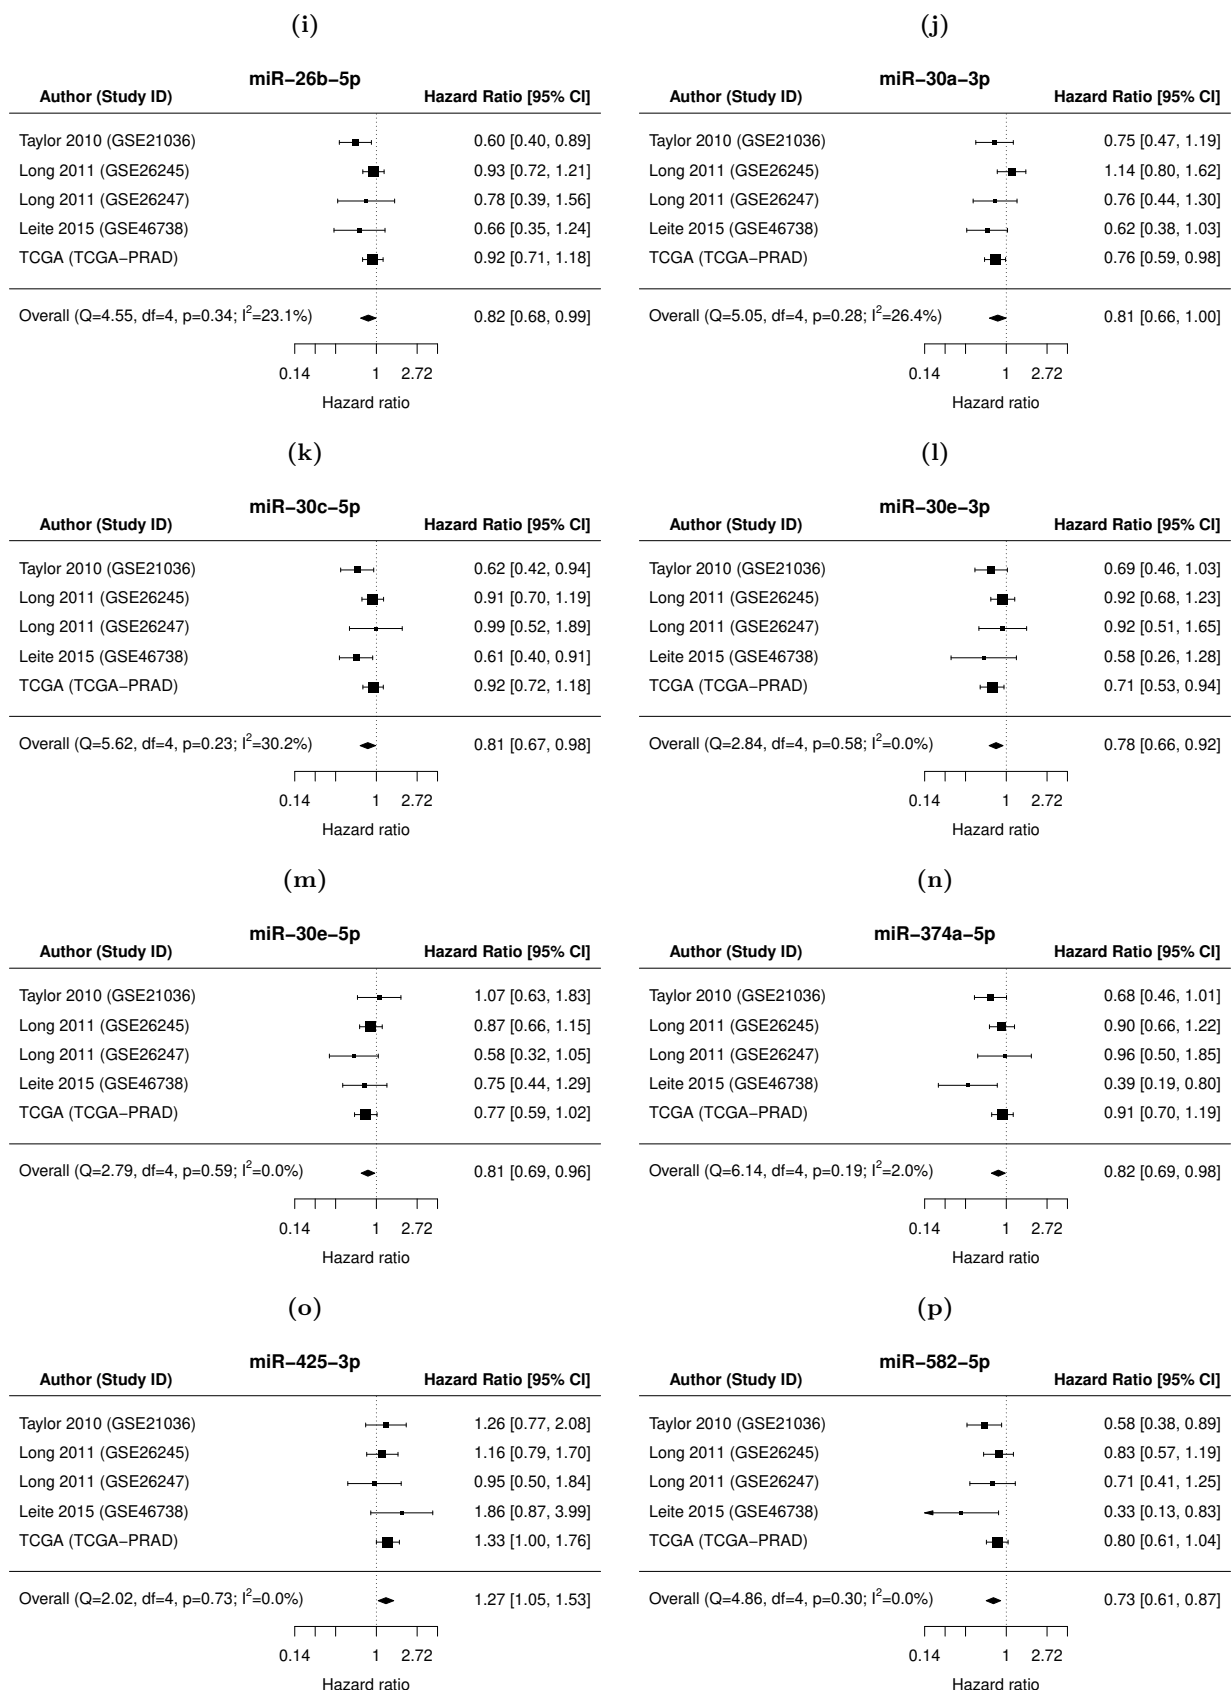 (i)
miR−26b−5p
Author (Study ID) Hazard Ratio [95% CI]
Taylor 2010 (GSE21036) 0.60 [0.40, 0.89]
Long 2011 (GSE26245) 0.93 [0.72, 1.21]
Long 2011 (GSE26247) 0.78 [0.39, 1.56]
Leite 2015 (GSE46738) 0.66 [0.35, 1.24]
TCGA (TCGA−PRAD) 0.92 [0.71, 1.18]
Overall (Q=4.55, df=4, p=0.34; I²=23.1%) 0.82 [0.68, 0.99]
0.14 1 2.72
Hazard ratio
(j)
miR−30a−3p
Author (Study ID) Hazard Ratio [95% CI]
Taylor 2010 (GSE21036) 0.75 [0.47, 1.19]
Long 2011 (GSE26245) 1.14 [0.80, 1.62]
Long 2011 (GSE26247) 0.76 [0.44, 1.30]
Leite 2015 (GSE46738) 0.62 [0.38, 1.03]
TCGA (TCGA−PRAD) 0.76 [0.59, 0.98]
Overall (Q=5.05, df=4, p=0.28; I²=26.4%) 0.81 [0.66, 1.00]
0.14 1 2.72
Hazard ratio
(k)
miR−30c−5p
Author (Study ID) Hazard Ratio [95% CI]
Taylor 2010 (GSE21036) 0.62 [0.42, 0.94]
Long 2011 (GSE26245) 0.91 [0.70, 1.19]
Long 2011 (GSE26247) 0.99 [0.52, 1.89]
Leite 2015 (GSE46738) 0.61 [0.40, 0.91]
TCGA (TCGA−PRAD) 0.92 [0.72, 1.18]
Overall (Q=5.62, df=4, p=0.23; I²=30.2%) 0.81 [0.67, 0.98]
0.14 1 2.72
Hazard ratio
(l)
miR−30e−3p
Author (Study ID) Hazard Ratio [95% CI]
Taylor 2010 (GSE21036) 0.69 [0.46, 1.03]
Long 2011 (GSE26245) 0.92 [0.68, 1.23]
Long 2011 (GSE26247) 0.92 [0.51, 1.65]
Leite 2015 (GSE46738) 0.58 [0.26, 1.28]
TCGA (TCGA−PRAD) 0.71 [0.53, 0.94]
Overall (Q=2.84, df=4, p=0.58; I²=0.0%) 0.78 [0.66, 0.92]
0.14 1 2.72
Hazard ratio
(m)
miR−30e−5p
Author (Study ID) Hazard Ratio [95% CI]
Taylor 2010 (GSE21036) 1.07 [0.63, 1.83]
Long 2011 (GSE26245) 0.87 [0.66, 1.15]
Long 2011 (GSE26247) 0.58 [0.32, 1.05]
Leite 2015 (GSE46738) 0.75 [0.44, 1.29]
TCGA (TCGA−PRAD) 0.77 [0.59, 1.02]
Overall (Q=2.79, df=4, p=0.59; I²=0.0%) 0.81 [0.69, 0.96]
0.14 1 2.72
Hazard ratio
(n)
miR−374a−5p
Author (Study ID) Hazard Ratio [95% CI]
Taylor 2010 (GSE21036) 0.68 [0.46, 1.01]
Long 2011 (GSE26245) 0.90 [0.66, 1.22]
Long 2011 (GSE26247) 0.96 [0.50, 1.85]
Leite 2015 (GSE46738) 0.39 [0.19, 0.80]
TCGA (TCGA−PRAD) 0.91 [0.70, 1.19]
Overall (Q=6.14, df=4, p=0.19; I²=2.0%) 0.82 [0.69, 0.98]
0.14 1 2.72
Hazard ratio
(o)
miR−425−3p
Author (Study ID) Hazard Ratio [95% CI]
Taylor 2010 (GSE21036) 1.26 [0.77, 2.08]
Long 2011 (GSE26245) 1.16 [0.79, 1.70]
Long 2011 (GSE26247) 0.95 [0.50, 1.84]
Leite 2015 (GSE46738) 1.86 [0.87, 3.99]
TCGA (TCGA−PRAD) 1.33 [1.00, 1.76]
Overall (Q=2.02, df=4, p=0.73; I²=0.0%) 1.27 [1.05, 1.53]
0.14 1 2.72
Hazard ratio
(p)
miR−582−5p
Author (Study ID) Hazard Ratio [95% CI]
Taylor 2010 (GSE21036) 0.58 [0.38, 0.89]
Long 2011 (GSE26245) 0.83 [0.57, 1.19]
Long 2011 (GSE26247) 0.71 [0.41, 1.25]
Leite 2015 (GSE46738) 0.33 [0.13, 0.83]
TCGA (TCGA−PRAD) 0.80 [0.61, 1.04]
Overall (Q=4.86, df=4, p=0.30; I²=0.0%) 0.73 [0.61, 0.87]
0.14 1 2.72
Hazard ratio